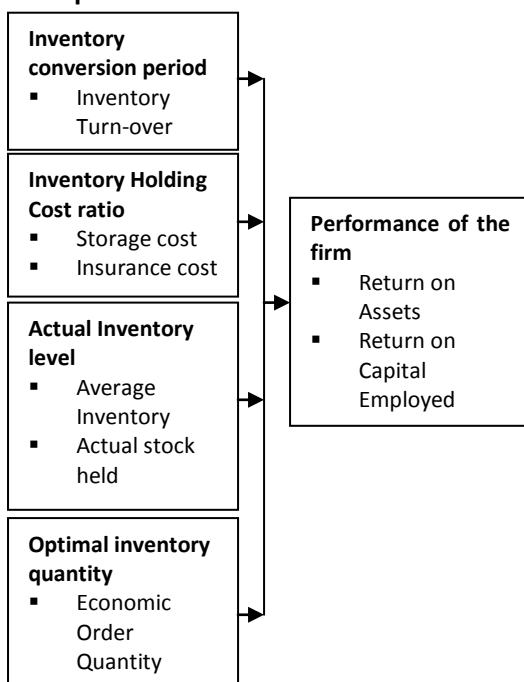 Inventory
conversion period
▪ Inventory
Turn-over
Inventory Holding
Cost ratio
▪ Storage cost
▪ Insurance cost
Actual Inventory
level
▪ Average
Inventory
▪ Actual stock
held
Optimal inventory
quantity
▪ Economic
Order
Quantity
Performance of the
firm
▪ Return on
Assets
▪ Return on
Capital
Employed